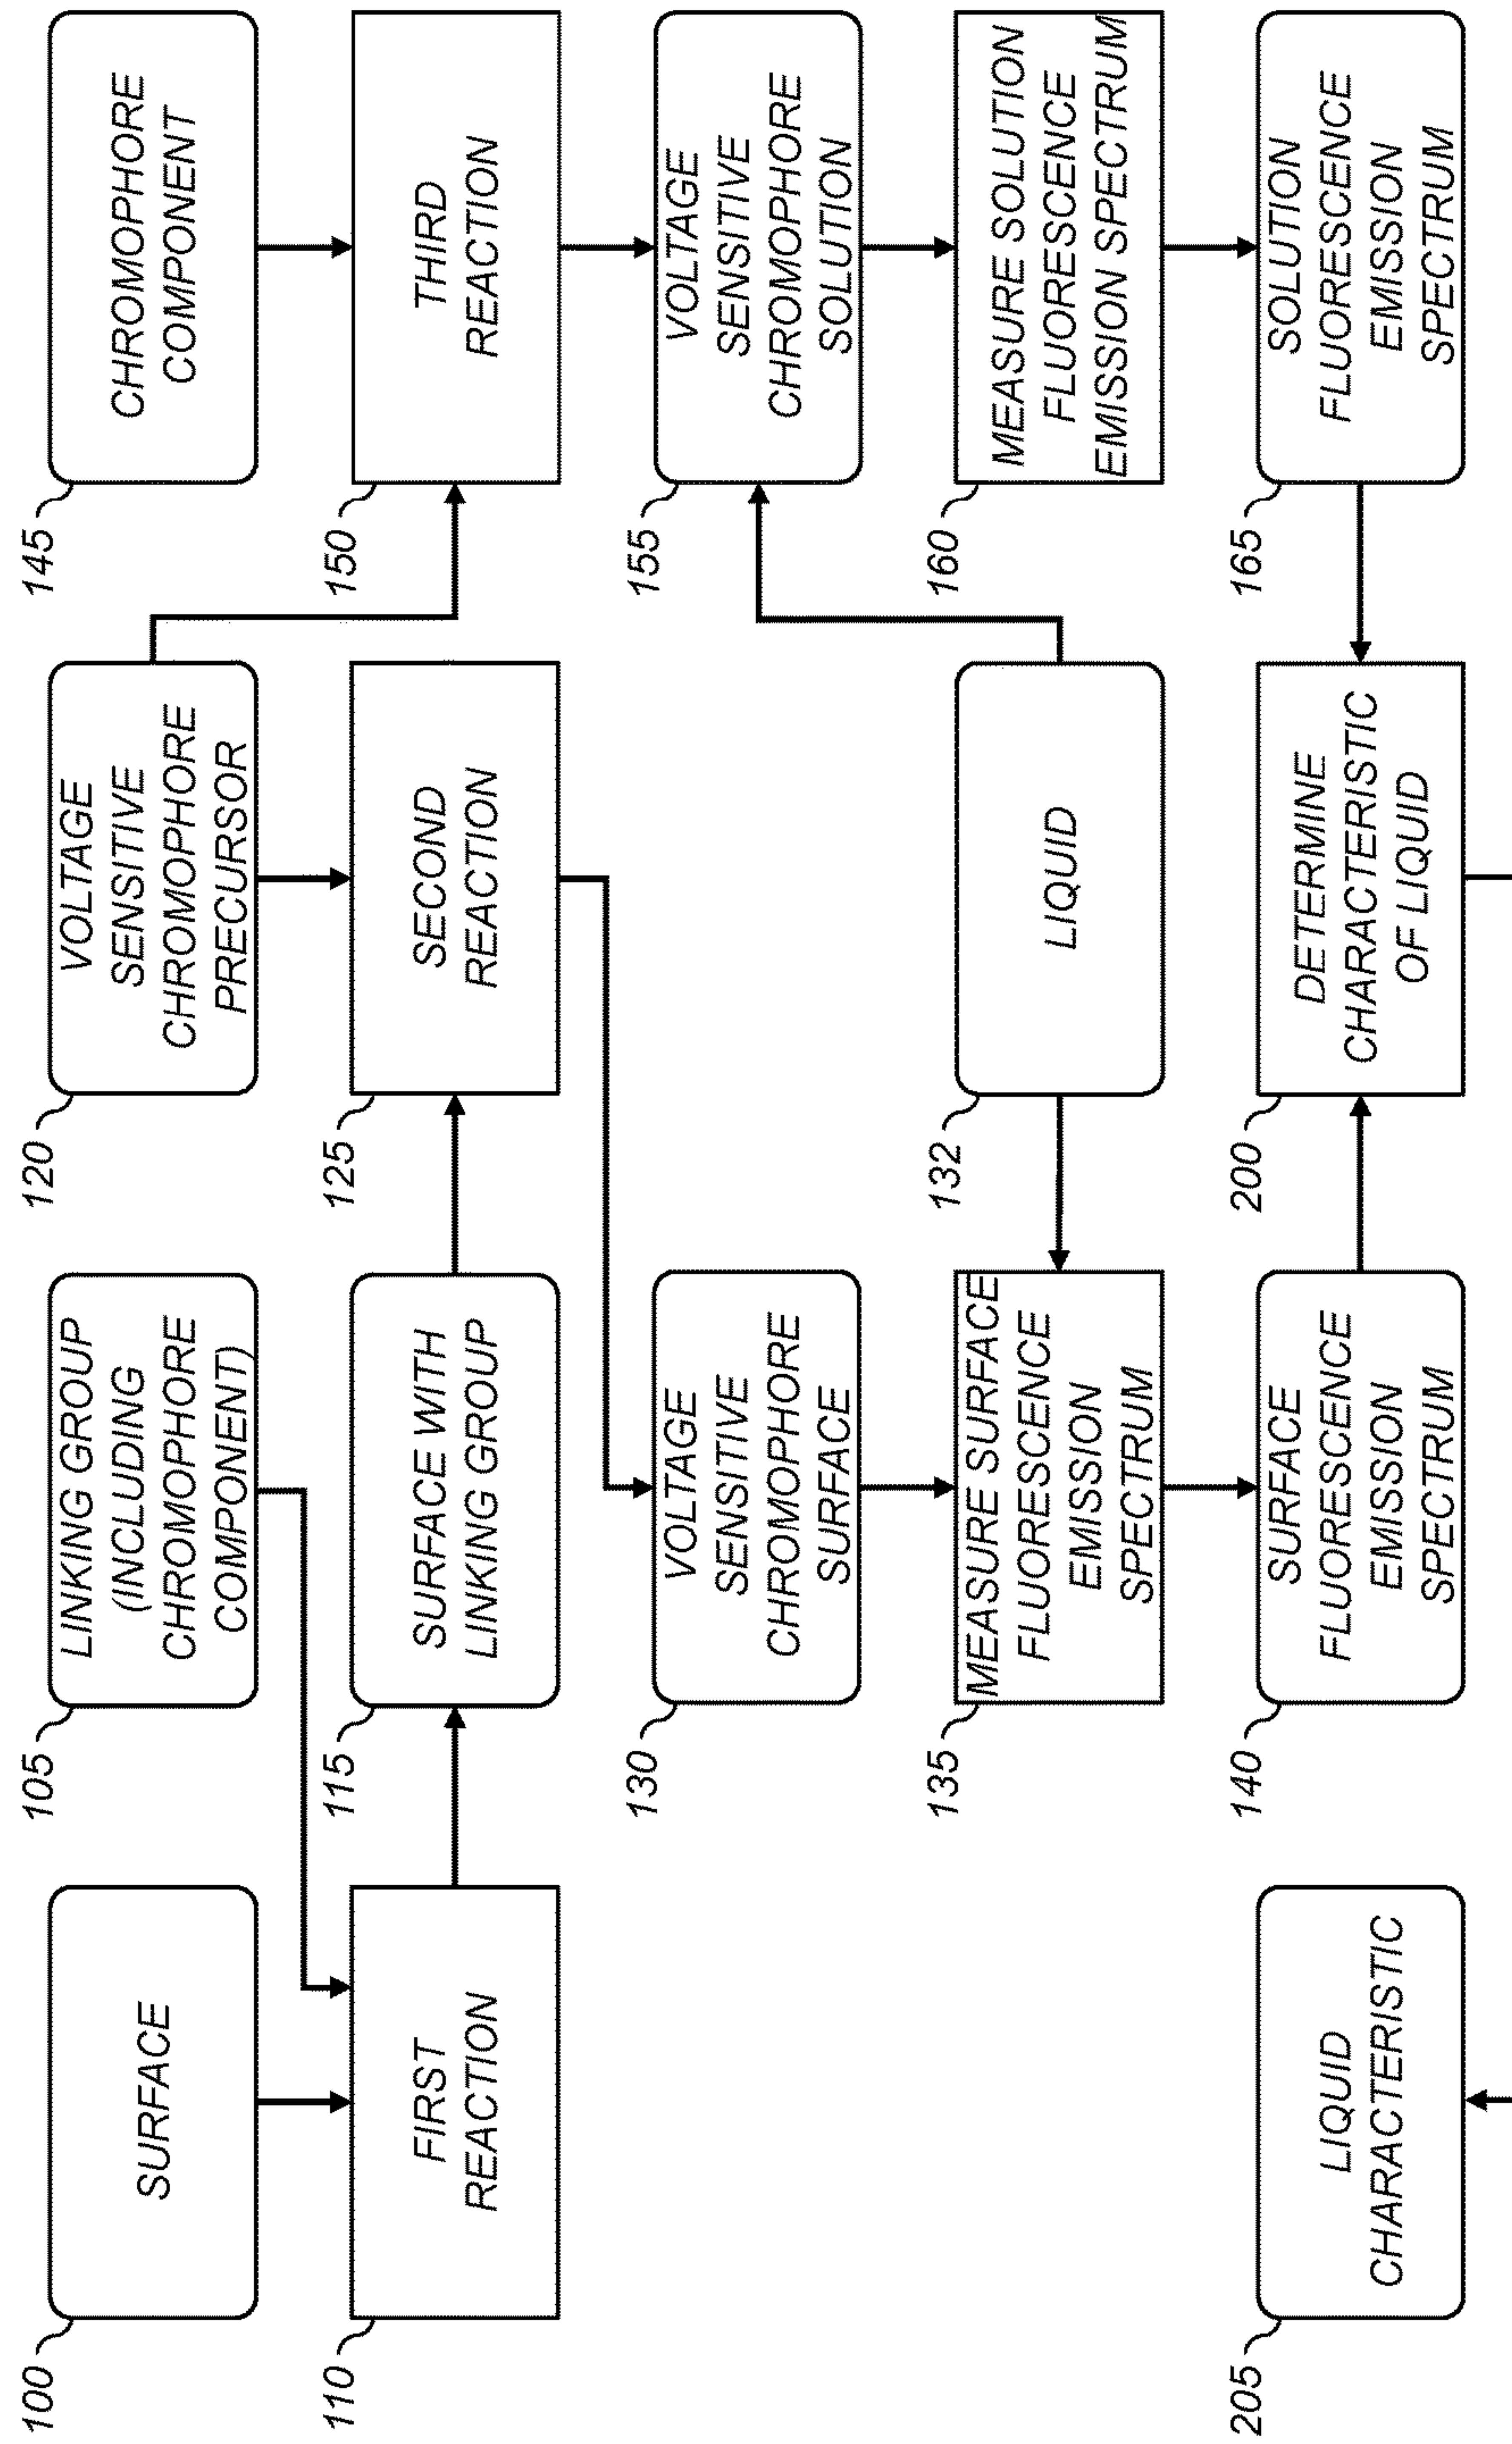 100
SURFACE
105
LINKING GROUP
(INCLUDING
CHROMOPHORE
COMPONENT)
120
VOLTAGE
SENSITIVE
CHROMOPHORE
PRECURSOR
145
CHROMOPHORE
COMPONENT
110
FIRST
REACTION
115
SURFACE WITH
LINKING GROUP
125
SECOND
REACTION
150
THIRD
REACTION
130
VOLTAGE
SENSITIVE
CHROMOPHORE
SURFACE
155
VOLTAGE
SENSITIVE
CHROMOPHORE
SOLUTION
135
MEASURE SURFACE
FLUORESCENCE
EMISSION
SPECTRUM
132
LIQUID
160
MEASURE SOLUTION
FLUORESCENCE
EMISSION SPECTRUM
205
LIQUID
CHARACTERISTIC
140
SURFACE
FLUORESCENCE
EMISSION
SPECTRUM
200
DETERMINE
CHARACTERISTIC
OF LIQUID
165
SOLUTION
FLUORESCENCE
EMISSION
SPECTRUM